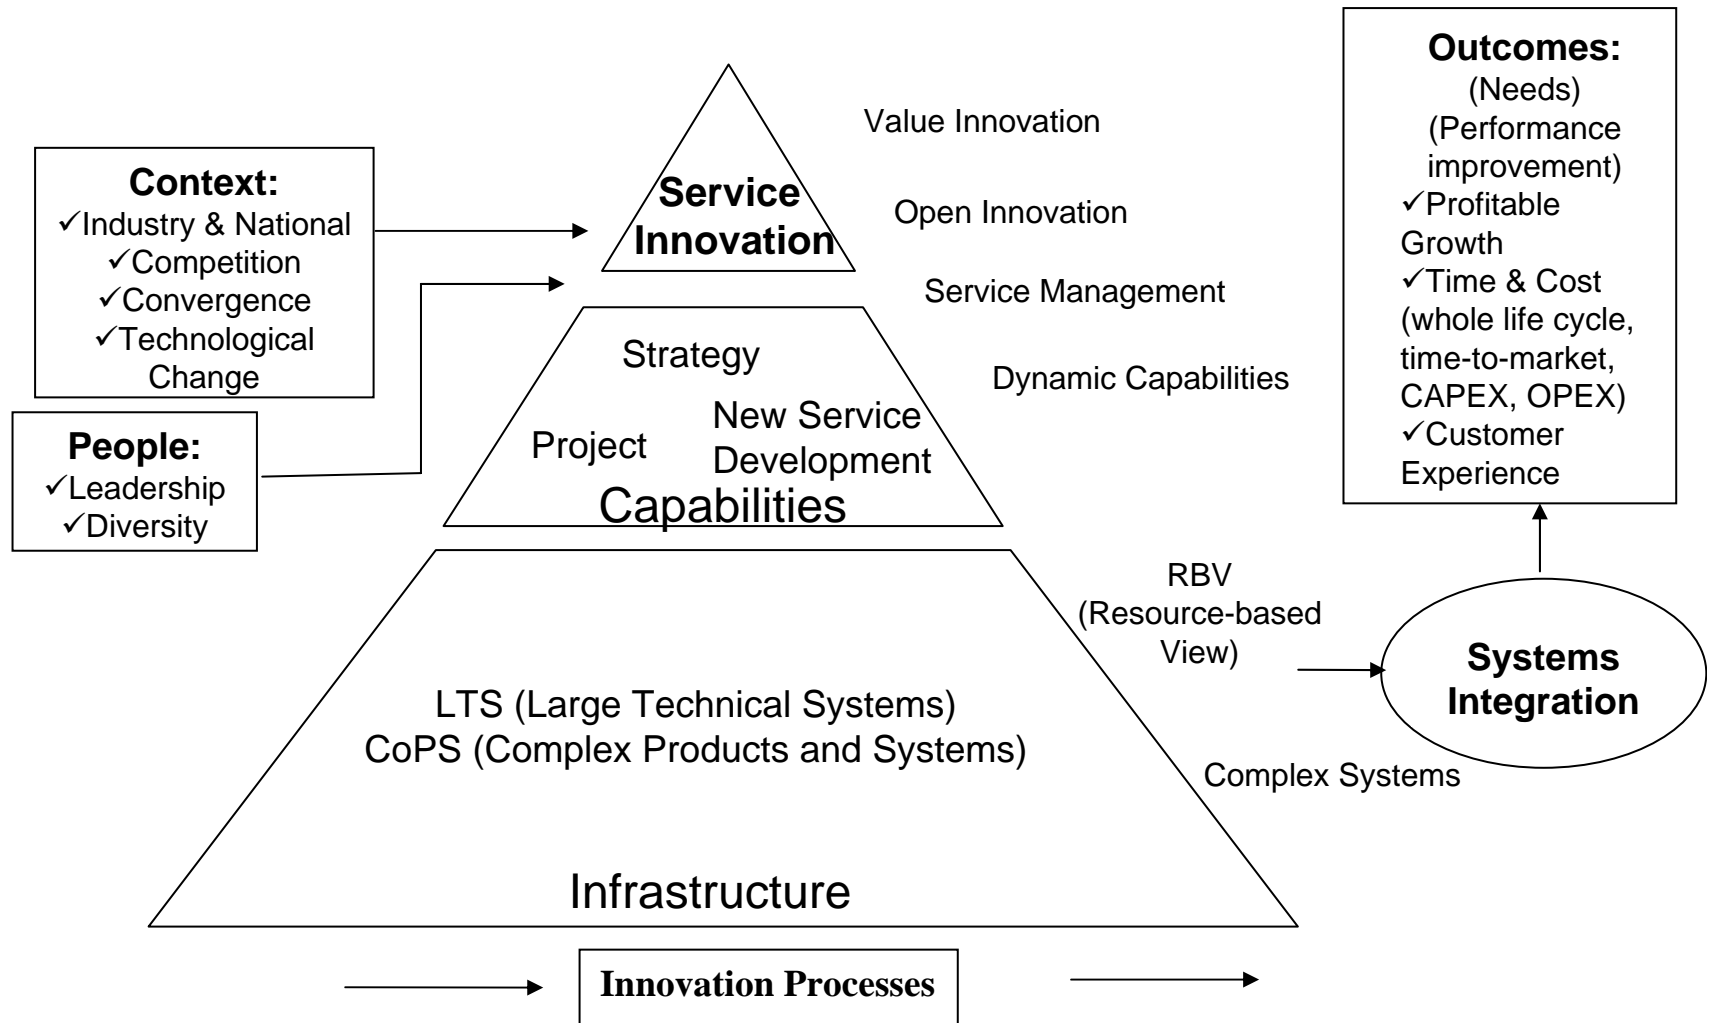 Context:
✓Industry & National
✓Competition
✓Convergence
✓Technological
Change
People:
✓Leadership
✓Diversity
Service
Innovation
Strategy
Project
New Service
Development
Capabilities
LTS (Large Technical Systems)
CoPS (Complex Products and Systems)
Infrastructure
Innovation Processes
Value Innovation
Open Innovation
Service Management
Dynamic Capabilities
RBV
(Resource-based
View)
Complex Systems
Systems
Integration
Outcomes:
(Needs)
(Performance
improvement)
✓Profitable
Growth
✓Time & Cost
(whole life cycle,
time-to-market,
CAPEX, OPEX)
✓Customer
Experience